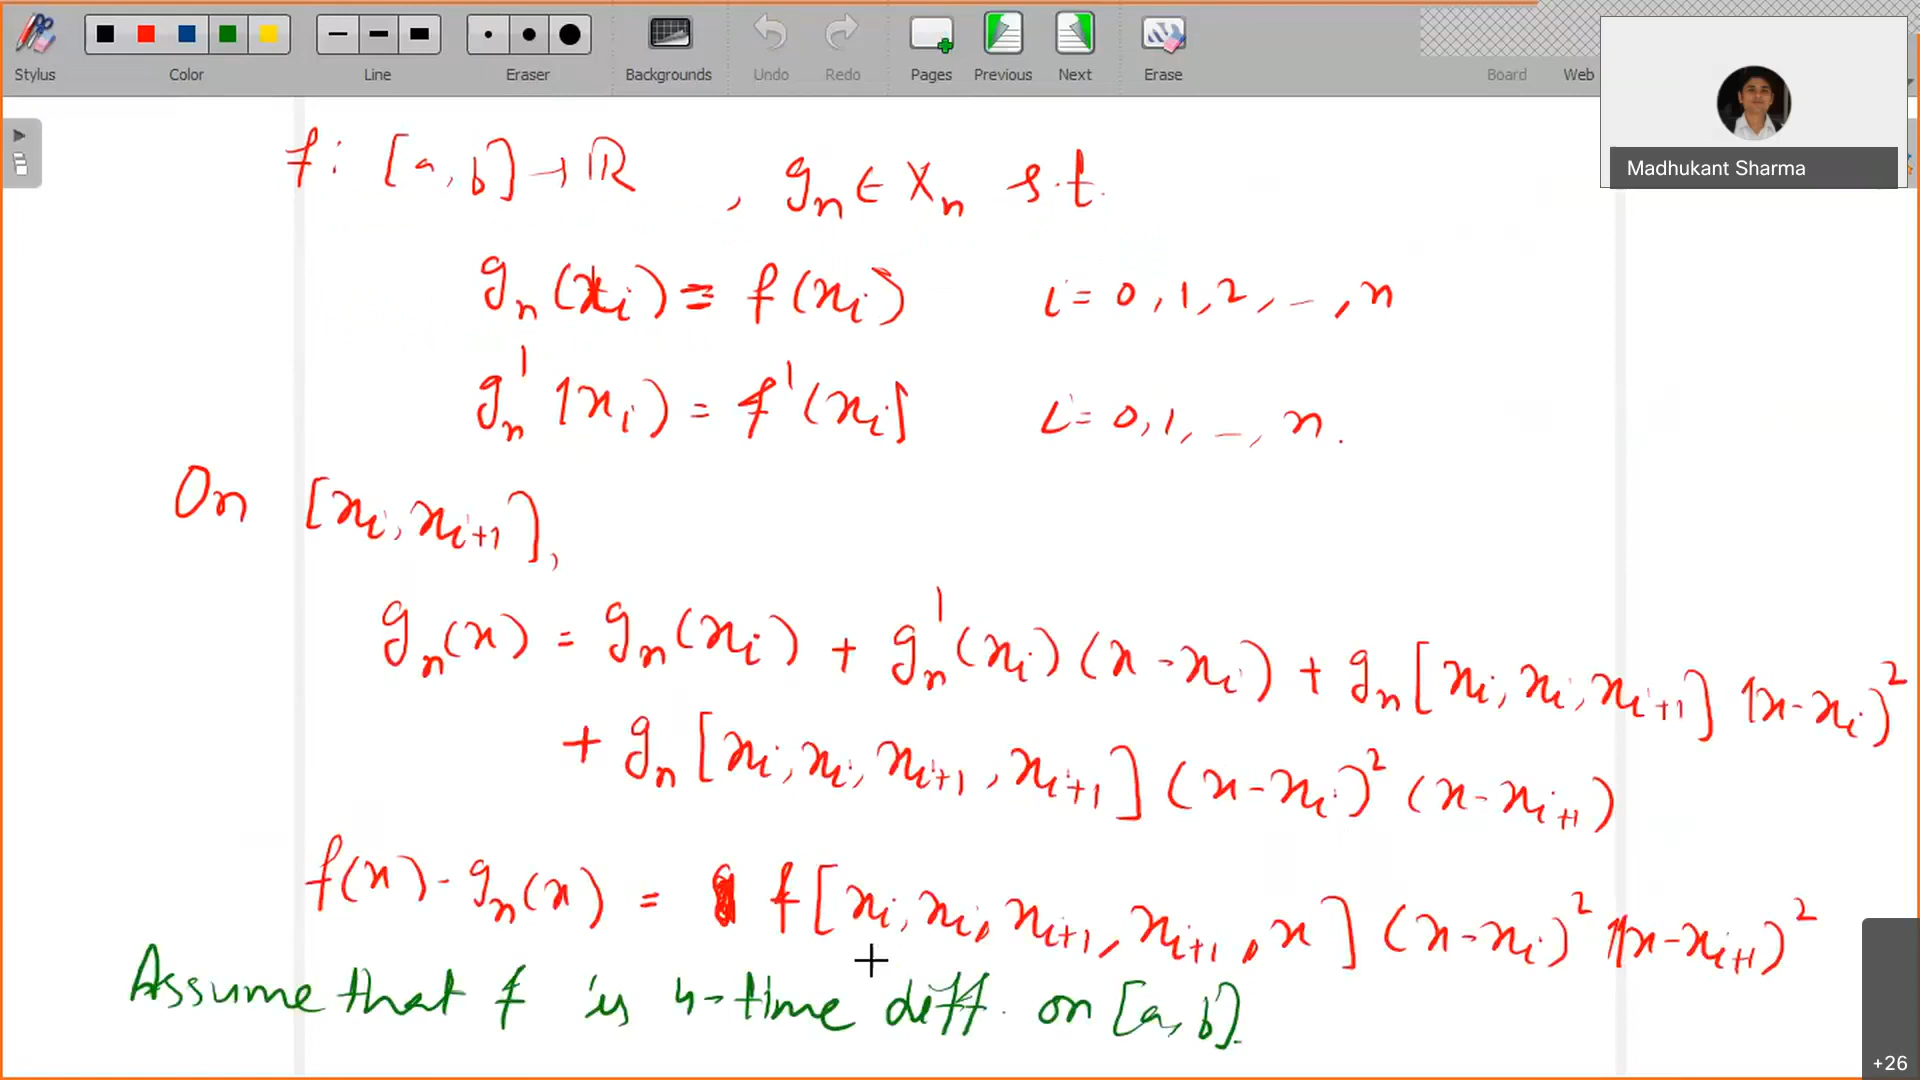 Stylus Color Line Eraser Backgrounds Undo Redo Pages Previous Next Erase Board Web
Madhukant Sharma
f: [a, b] → ℝ , gₙ ∈ Xₙ s.t.
gₙ(xᵢ) = f(xᵢ) i = 0, 1, 2, –, n
gₙ'(xᵢ) = f'(xᵢ) i = 0, 1, –, n.
On [xᵢ, xᵢ₊₁],
gₙ(x) = gₙ(xᵢ) + gₙ'(xᵢ)(x - xᵢ) + gₙ[xᵢ, xᵢ, xᵢ₊₁] (x - xᵢ)²
+ gₙ[xᵢ, xᵢ, xᵢ₊₁, xᵢ₊₁] (x - xᵢ)² (x - xᵢ₊₁)
f(x) - gₙ(x) = f[xᵢ, xᵢ, xᵢ₊₁, xᵢ₊₁, x] (x - xᵢ)² (x - xᵢ₊₁)²
Assume that f is 4-time diff. on [a, b].
+26